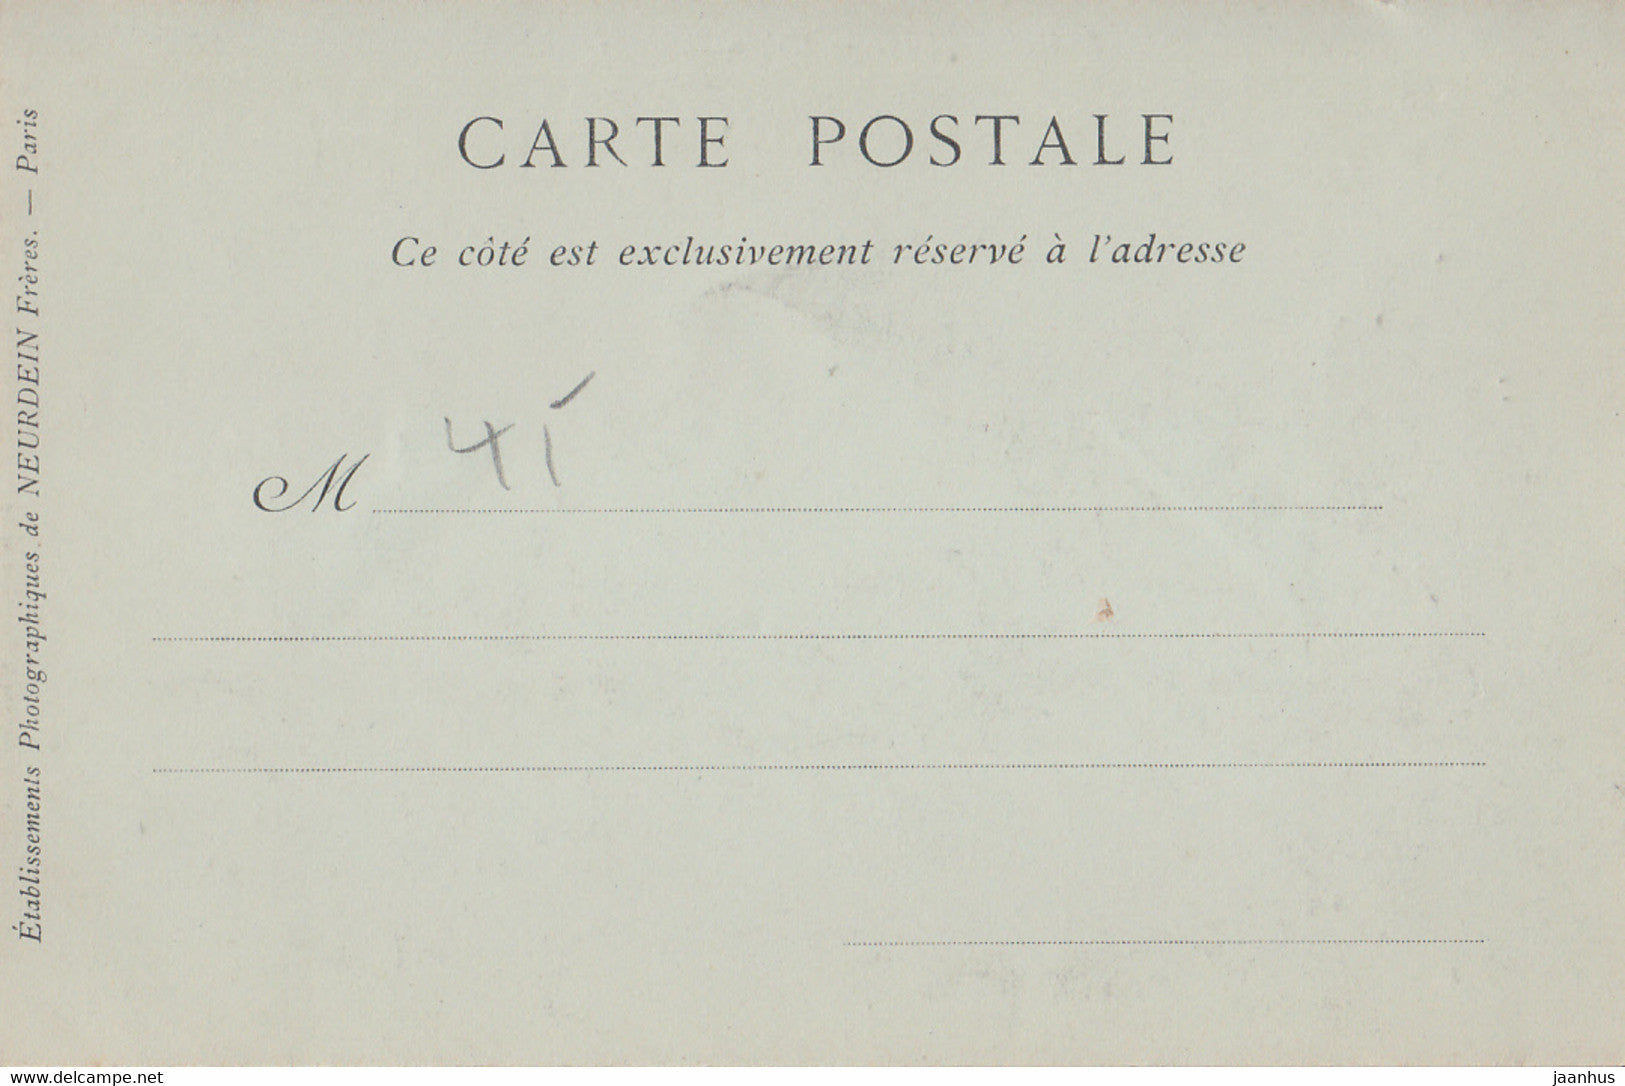 CARTE POSTALE
Ce côté est exclusivement réservé à l'adresse
M
41
Établissements Photographiques de NEURDEIN Frères. — Paris
www.delcampe.net
jaanhus